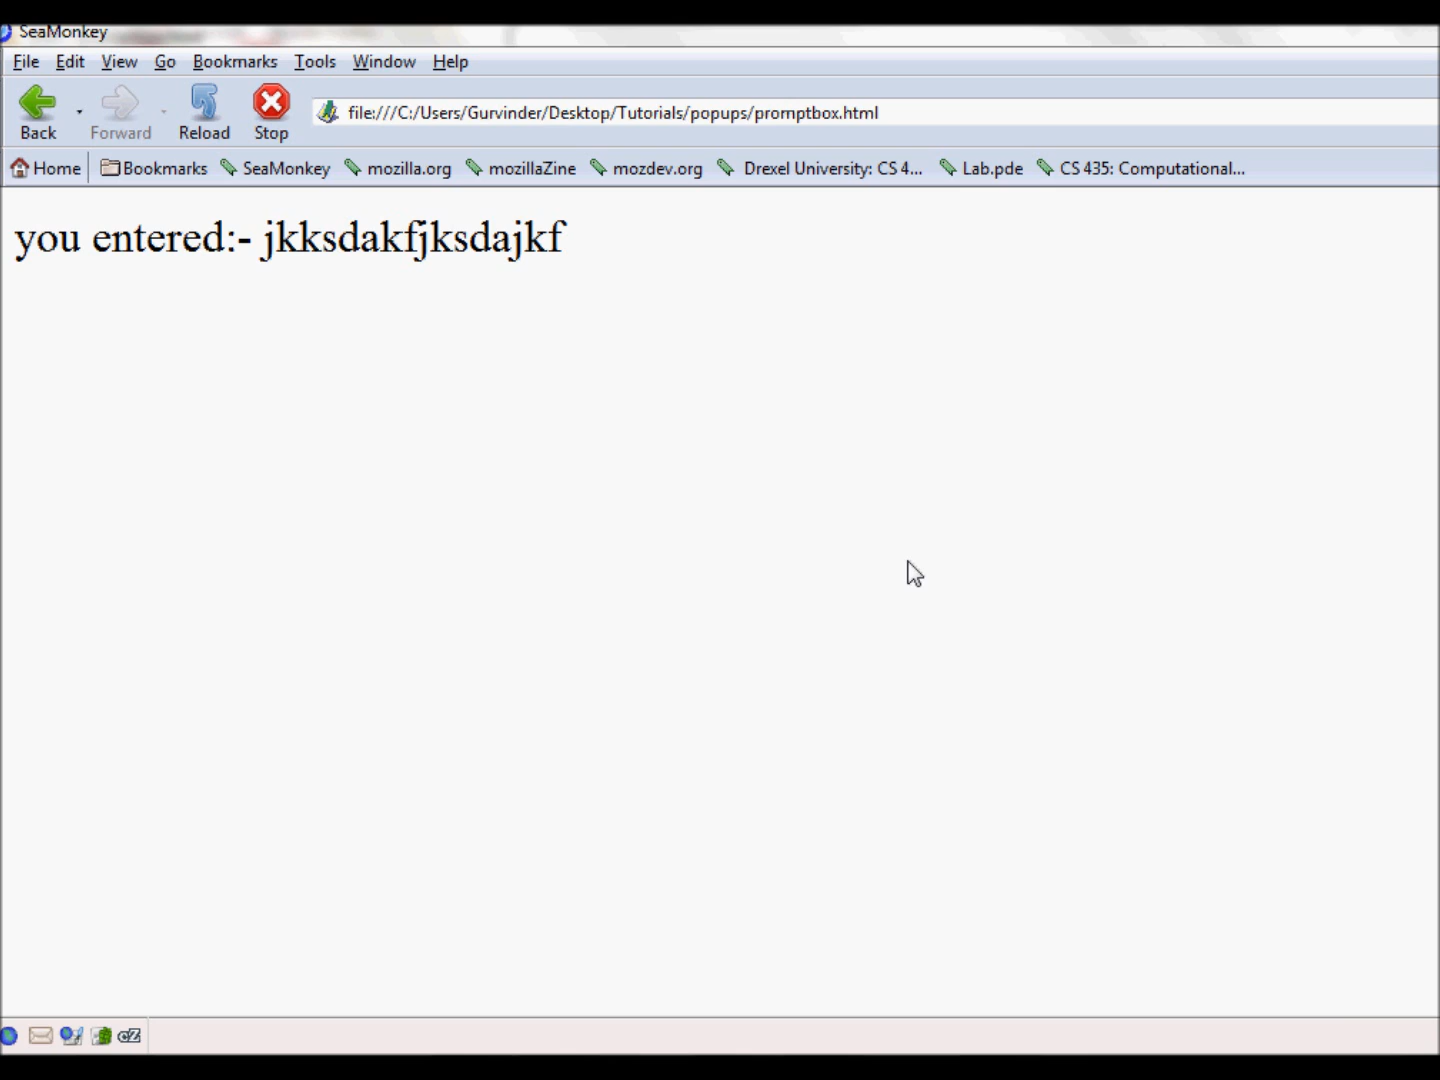 SeaMonkey
File Edit View Go Bookmarks Tools Window Help
Back Forward Reload Stop file:///C:/Users/Gurvinder/Desktop/Tutorials/popups/promptbox.html
Home Bookmarks SeaMonkey mozilla.org mozillaZine mozdev.org Drexel University: CS 4... Lab.pde CS 435: Computational...
you entered:- jkksdakfjksdajkf
cZ